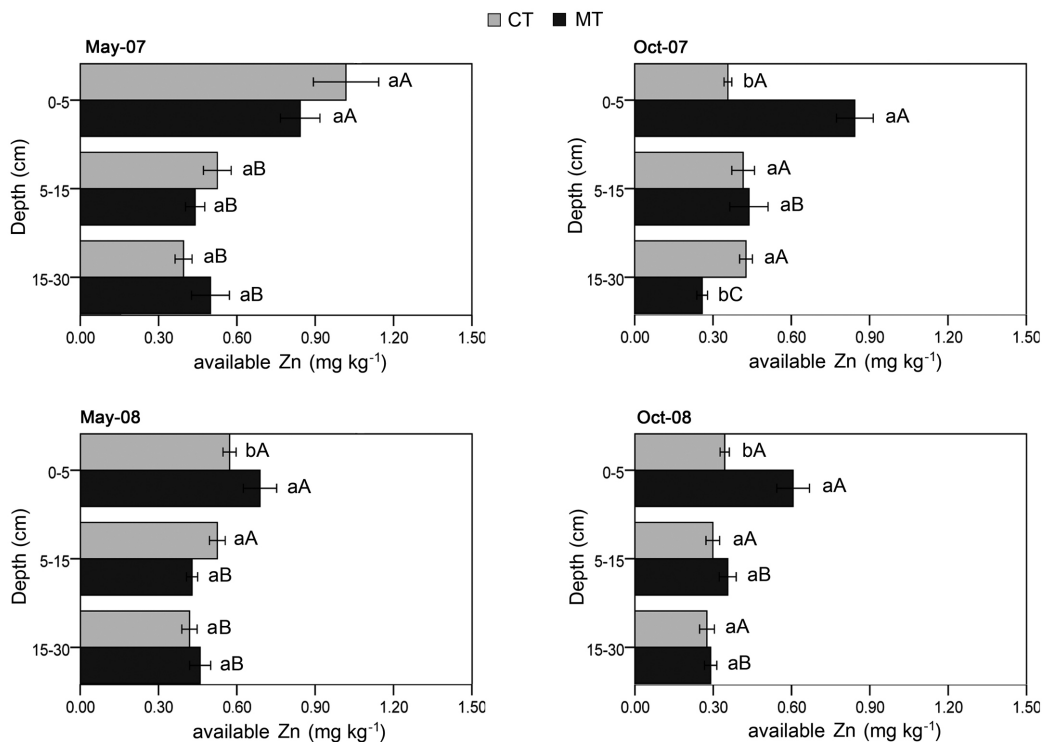 CT MT
May-07
Depth (cm)
0-5
aA
aA
5-15
aB
aB
15-30
aB
aB
0.00 0.30 0.60 0.90 1.20 1.50
available Zn (mg kg⁻¹)
Oct-07
Depth (cm)
0-5
bA
aA
5-15
aA
aB
15-30
aA
bC
0.00 0.30 0.60 0.90 1.20 1.50
available Zn (mg kg⁻¹)
May-08
Depth (cm)
0-5
bA
aA
5-15
aA
aB
15-30
aB
aB
0.00 0.30 0.60 0.90 1.20 1.50
available Zn (mg kg⁻¹)
Oct-08
Depth (cm)
0-5
bA
aA
5-15
aA
aB
15-30
aA
aB
0.00 0.30 0.60 0.90 1.20 1.50
available Zn (mg kg⁻¹)